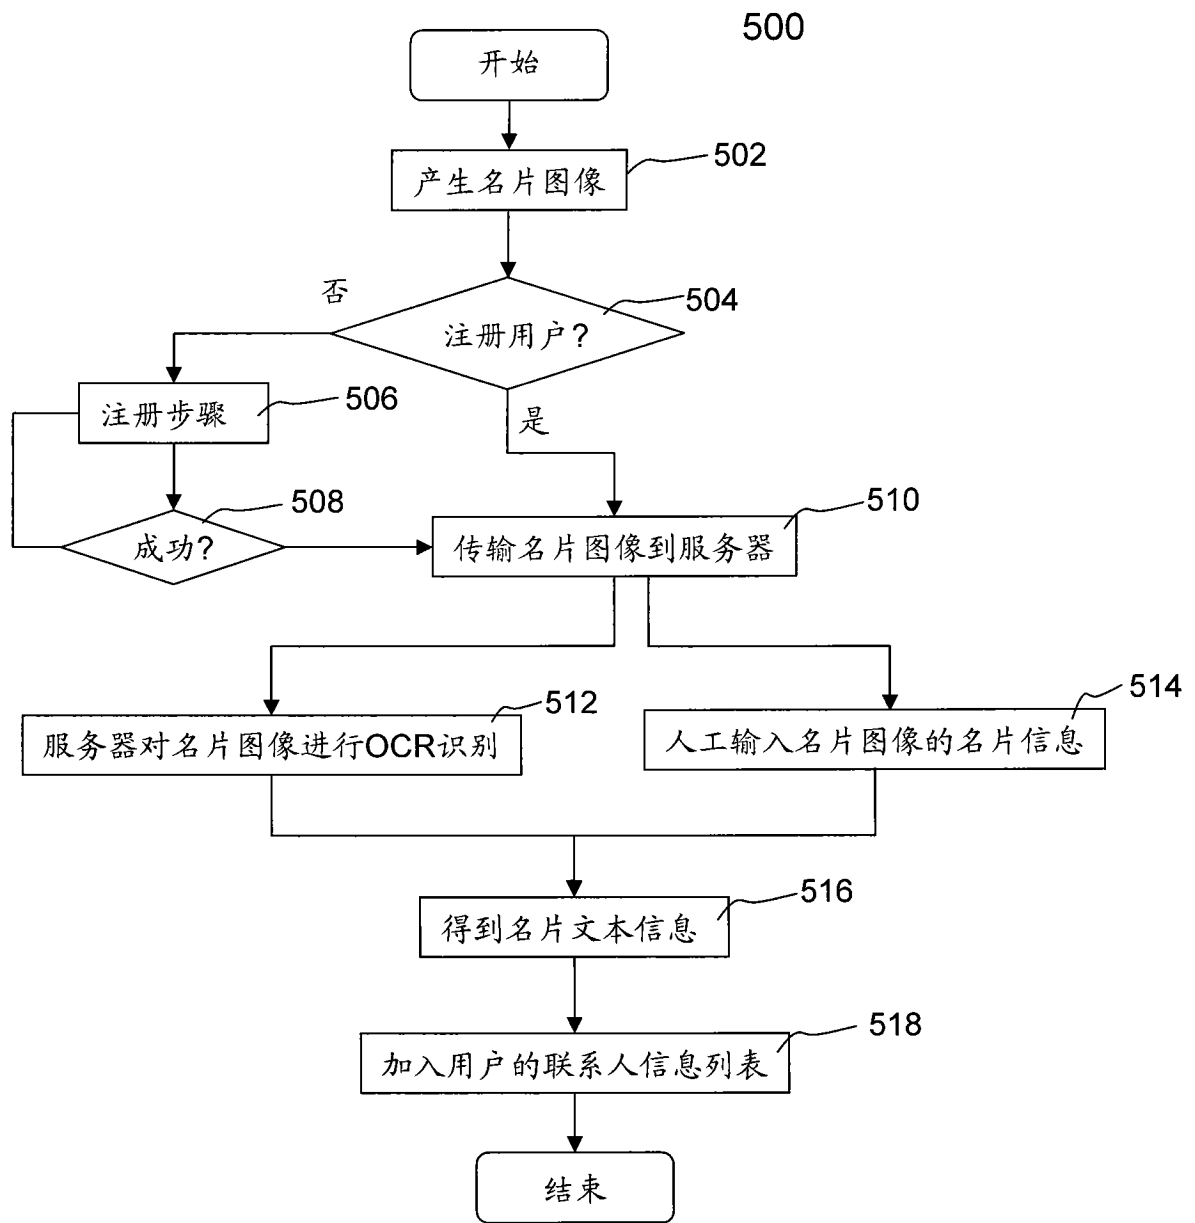 500
开始
502
产生名片图像
否
504
注册用户?
506
注册步骤
是
508
成功?
510
传输名片图像到服务器
512
服务器对名片图像进行OCR识别
514
人工输入名片图像的名片信息
516
得到名片文本信息
518
加入用户的联系人信息列表
结束